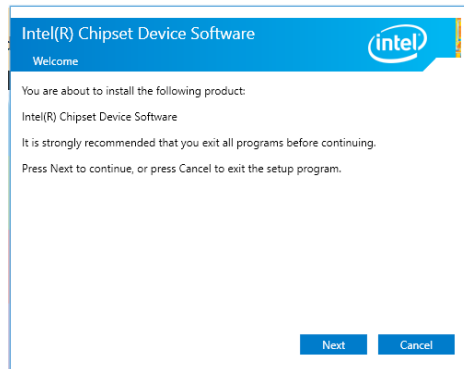 Intel(R) Chipset Device Software
intel
Welcome
You are about to install the following product:
Intel(R) Chipset Device Software
It is strongly recommended that you exit all programs before continuing.
Press Next to continue, or press Cancel to exit the setup program.
Next Cancel